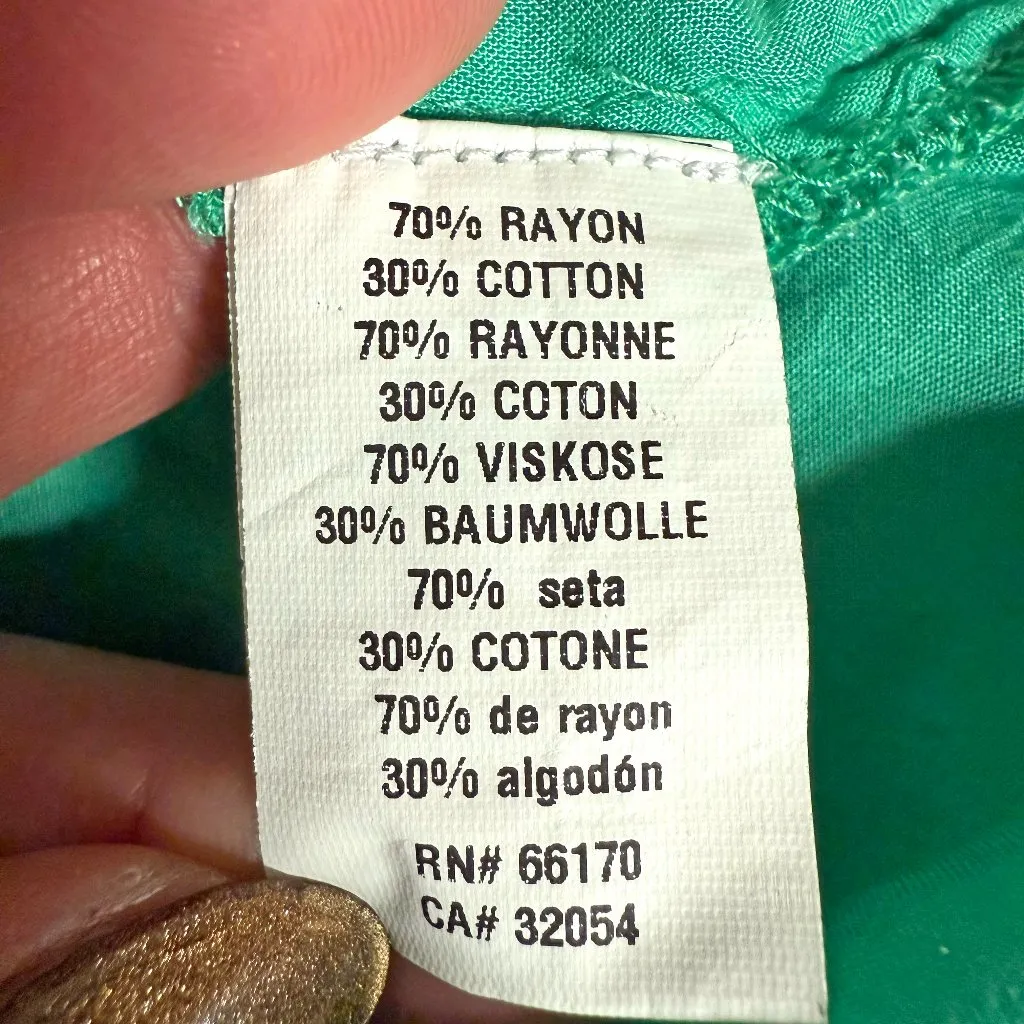 70% RAYON
30% COTTON
70% RAYONNE
30% COTON
70% VISKOSE
30% BAUMWOLLE
70% seta
30% COTONE
70% de rayon
30% algodón
RN# 66170
CA# 32054